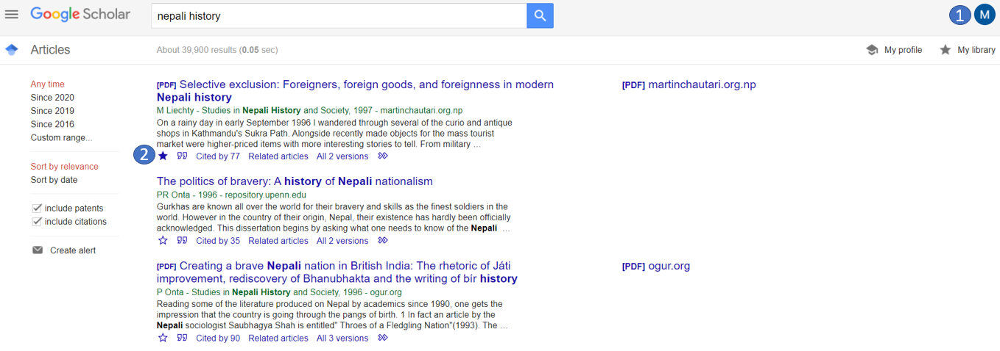 Google Scholar
nepali history
1 M
Articles
About 39,900 results (0.05 sec)
My profile
My library
Any time
Since 2020
Since 2019
Since 2016
Custom range...
Sort by relevance
Sort by date
include patents
include citations
Create alert
[PDF] Selective exclusion: Foreigners, foreign goods, and foreignness in modern
Nepali history
M Liechty - Studies in Nepali History and Society, 1997 - martinchautari.org.np
On a rainy day in early September 1996 I wandered through several of the curio and antique
shops in Kathmandu's Sukra Path. Alongside recently made objects for the mass tourist
market were higher-priced items with more interesting stories to tell. From military ...
2 Cited by 77 Related articles All 2 versions
[PDF] martinchautari.org.np
The politics of bravery: A history of Nepali nationalism
PR Onta - 1996 - repository.upenn.edu
Gurkhas are known all over the world for their bravery and skills as the finest soldiers in the
world. However in the country of their origin, Nepal, their existence has hardly been officially
acknowledged. This dissertation begins by asking what one needs to know of the Nepali ...
Cited by 35 Related articles All 2 versions
[PDF] Creating a brave Nepali nation in British India: The rhetoric of Játi
improvement, rediscovery of Bhanubhakta and the writing of bír history
P Onta - Studies in Nepali History and Society, 1996 - ogur.org
Reading some of the literature produced on Nepal by academics since 1990, one gets the
impression that the country is going through the pangs of birth. 1 In fact an article by the
Nepali sociologist Saubhagya Shah is entitled" Throes of a Fledgling Nation"(1993). The ...
Cited by 90 Related articles All 3 versions
[PDF] ogur.org